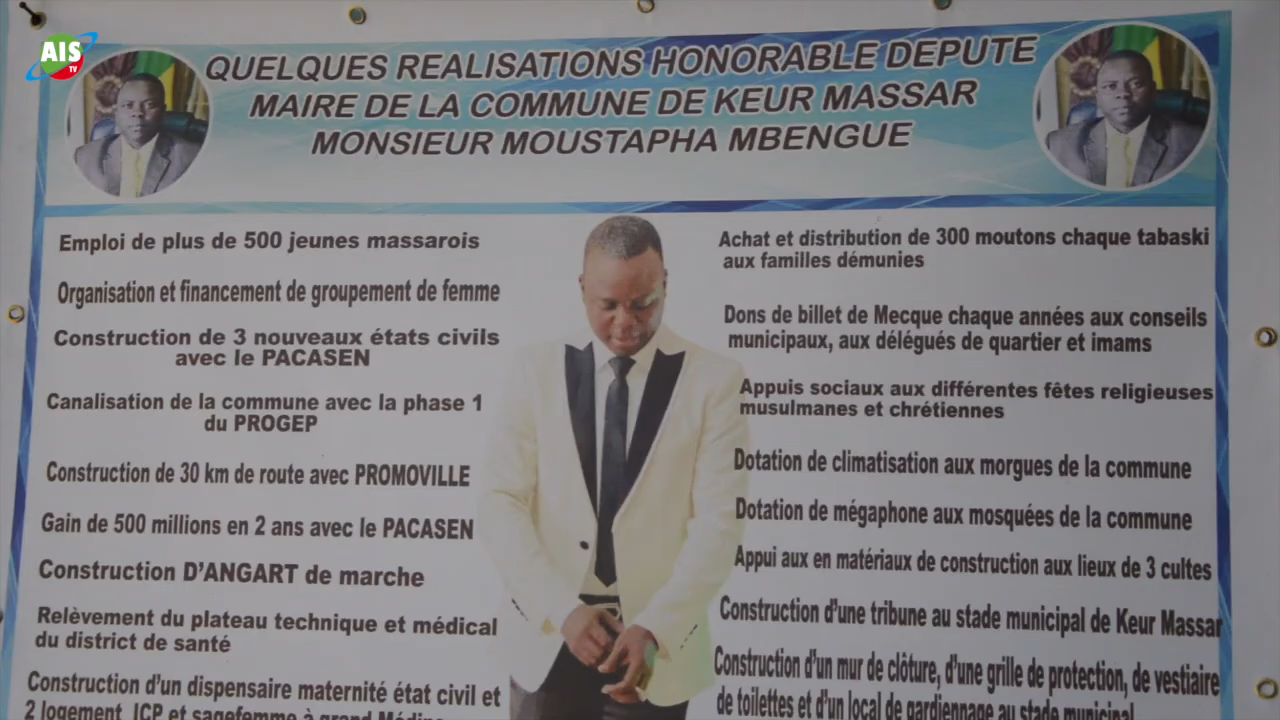 AIS
TV
QUELQUES REALISATIONS HONORABLE DEPUTE
MAIRE DE LA COMMUNE DE KEUR MASSAR
MONSIEUR MOUSTAPHA MBENGUE
Emploi de plus de 500 jeunes massarois
Organisation et financement de groupement de femme
Construction de 3 nouveaux états civils
avec le PACASEN
Canalisation de la commune avec la phase 1
du PROGEP
Construction de 30 km de route avec PROMOVILLE
Gain de 500 millions en 2 ans avec le PACASEN
Construction D'ANGART de marche
Relèvement du plateau technique et médical
du district de santé
Construction d'un dispensaire maternité état civil et
2 logement ICP et sagefemme à grand Médine
Achat et distribution de 300 moutons chaque tabaski
aux familles démunies
Dons de billet de Mecque chaque années aux conseils
municipaux, aux délégués de quartier et imams
Appuis sociaux aux différentes fêtes religieuses
musulmanes et chrétiennes
Dotation de climatisation aux morgues de la commune
Dotation de mégaphone aux mosquées de la commune
Appui aux en matériaux de construction aux lieux de 3 cultes
Construction d'une tribune au stade municipal de Keur Massar
Construction d'un mur de clôture, d'une grille de protection, de vestiaire
de toilettes et d'un local de gardiennage au stade municipal